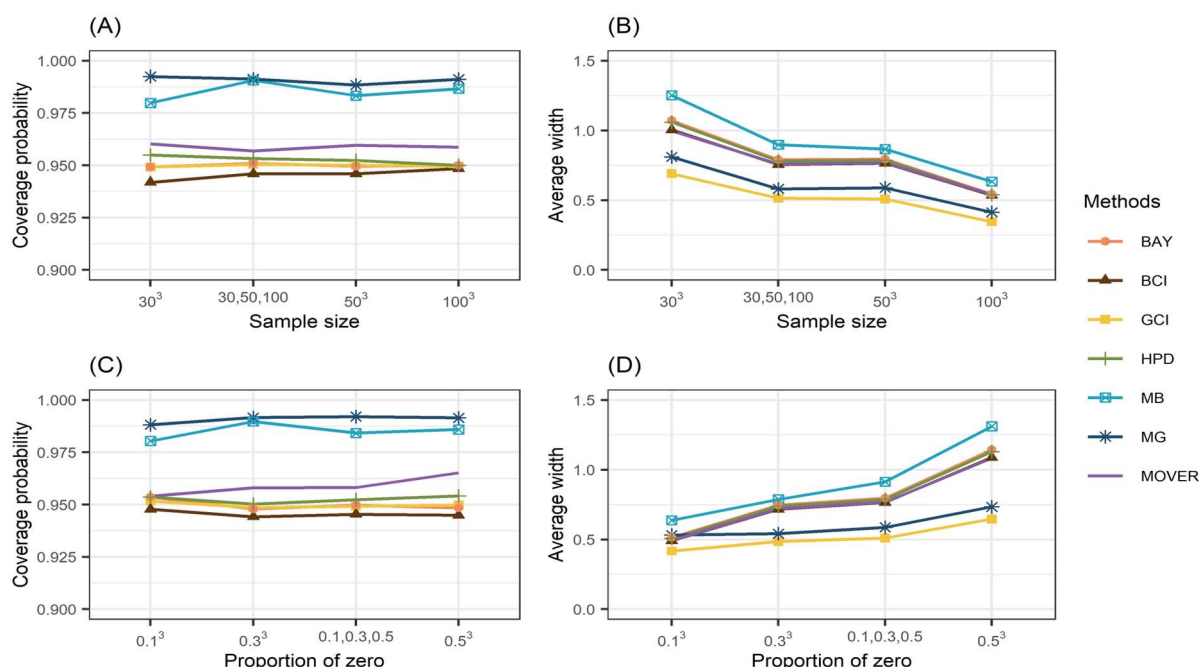 (A)
1.000
0.975
0.950
0.925
0.900
Coverage probability
30³
30,50,100
50³
100³
Sample size
(B)
1.5
1.0
0.5
0.0
Average width
30³
30,50,100
50³
100³
Sample size
(C)
1.000
0.975
0.950
0.925
0.900
Coverage probability
0.1³
0.3³
0.1,0.3,0.5
0.5³
Proportion of zero
(D)
1.5
1.0
0.5
0.0
Average width
0.1³
0.3³
0.1,0.3,0.5
0.5³
Proportion of zero
Methods
BAY
BCI
GCI
HPD
MB
MG
MOVER